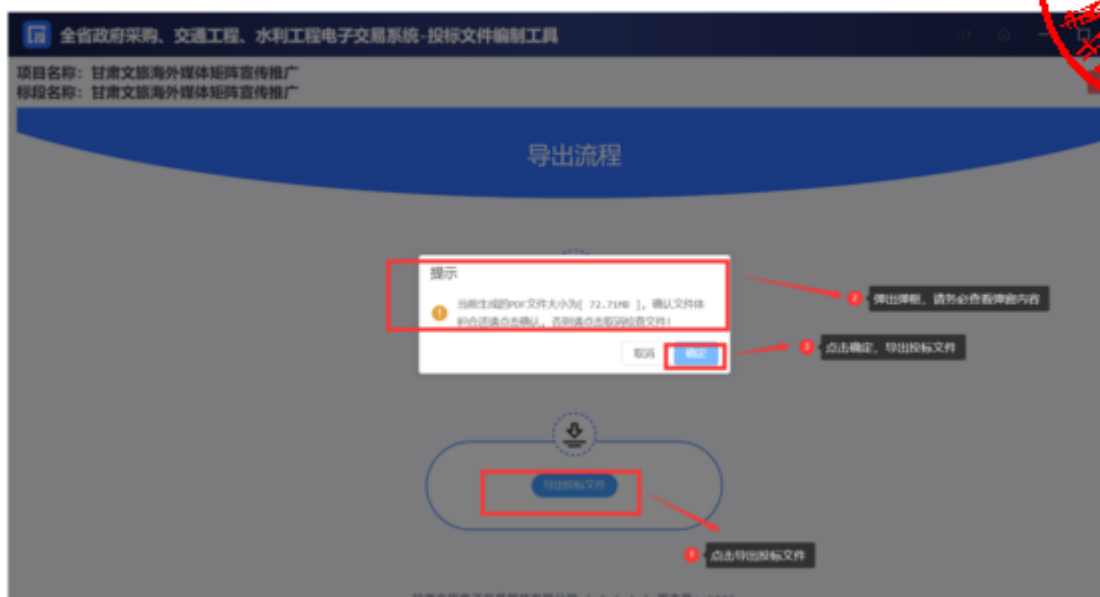 投 全省政府采购、交通工程、水利工程电子交易系统-投标文件编制工具
项目名称：甘肃文旅海外媒体矩阵宣传推广
标段名称：甘肃文旅海外媒体矩阵宣传推广
导出流程
提示
当前生成的PDF文件大小为[ 72.71MB ]，确认文件体
积合适请点击确认，否则请点击取消检查文件！
2 弹出弹框，请务必查看弹窗内容
取消 确定
3 点击确定，导出投标文件
导出投标文件
1 点击导出投标文件